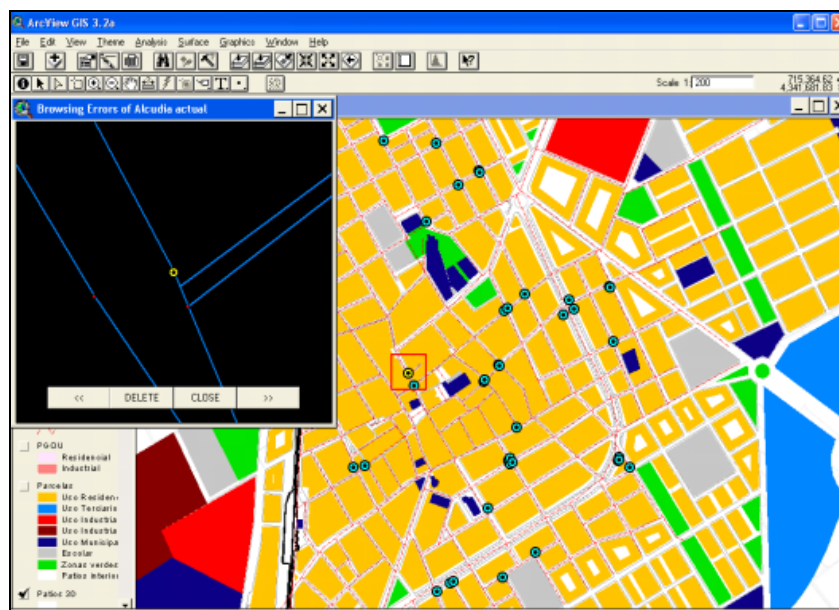 ArcView GIS 3.2a
File Edit View Theme Analysis Surface Graphics Window Help
Scale 1: 200
715,364.62
4,341,681.83
Browsing Errors of Alcudia actual
<< DELETE CLOSE >>
PGOU
Residencial
Industrial
Parcelas
Uso Residen
Uso Terciario
Uso Industria
Uso Industria
Uso Municipa
Escolar
Zonas verdes
Patios interior
Patios 3D